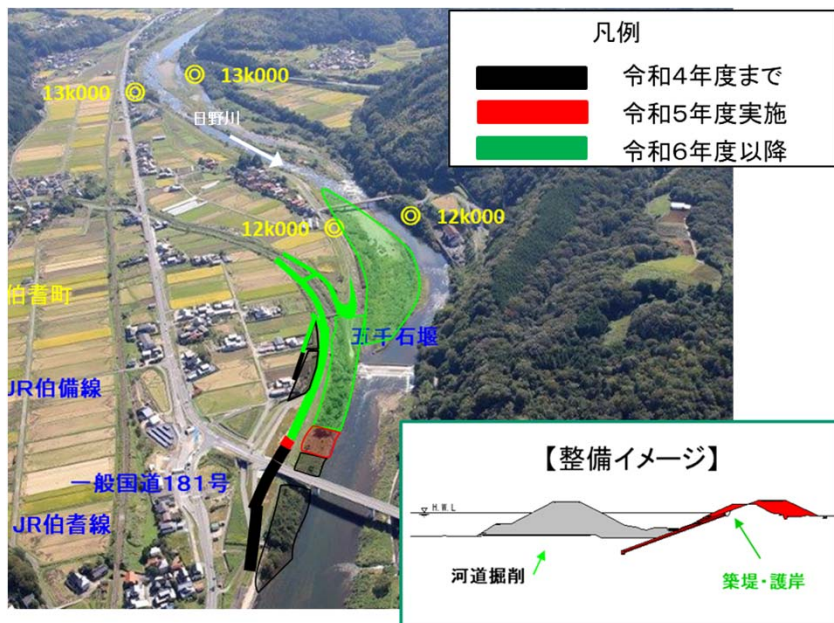 凡例
令和4年度まで
令和5年度実施
令和6年度以降
13k000
13k000
日野川
12k000
12k000
伯耆町
五千石堰
JR伯備線
一般国道181号
JR伯耆線
【整備イメージ】
H.W.L
河道掘削
築堤・護岸